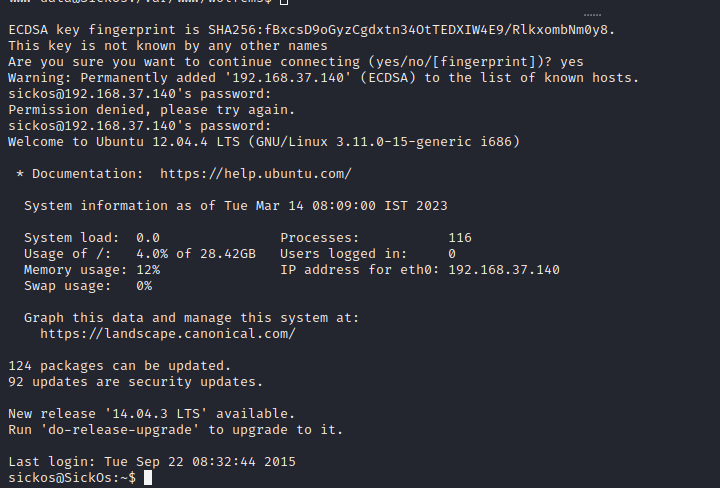 ECDSA key fingerprint is SHA256:fBxcsD9oGyzCgdxtn34OtTEDXIW4E9/RlkxombNm0y8.
This key is not known by any other names
Are you sure you want to continue connecting (yes/no/[fingerprint])? yes
Warning: Permanently added '192.168.37.140' (ECDSA) to the list of known hosts.
sickos@192.168.37.140's password:
Permission denied, please try again.
sickos@192.168.37.140's password:
Welcome to Ubuntu 12.04.4 LTS (GNU/Linux 3.11.0-15-generic i686)
* Documentation:  https://help.ubuntu.com/
System information as of Tue Mar 14 08:09:00 IST 2023
System load:  0.0               Processes:           116
Usage of /:   4.0% of 28.42GB   Users logged in:     0
Memory usage: 12%               IP address for eth0: 192.168.37.140
Swap usage:   0%
Graph this data and manage this system at:
https://landscape.canonical.com/
124 packages can be updated.
92 updates are security updates.
New release '14.04.3 LTS' available.
Run 'do-release-upgrade' to upgrade to it.
Last login: Tue Sep 22 08:32:44 2015
sickos@SickOs:~$